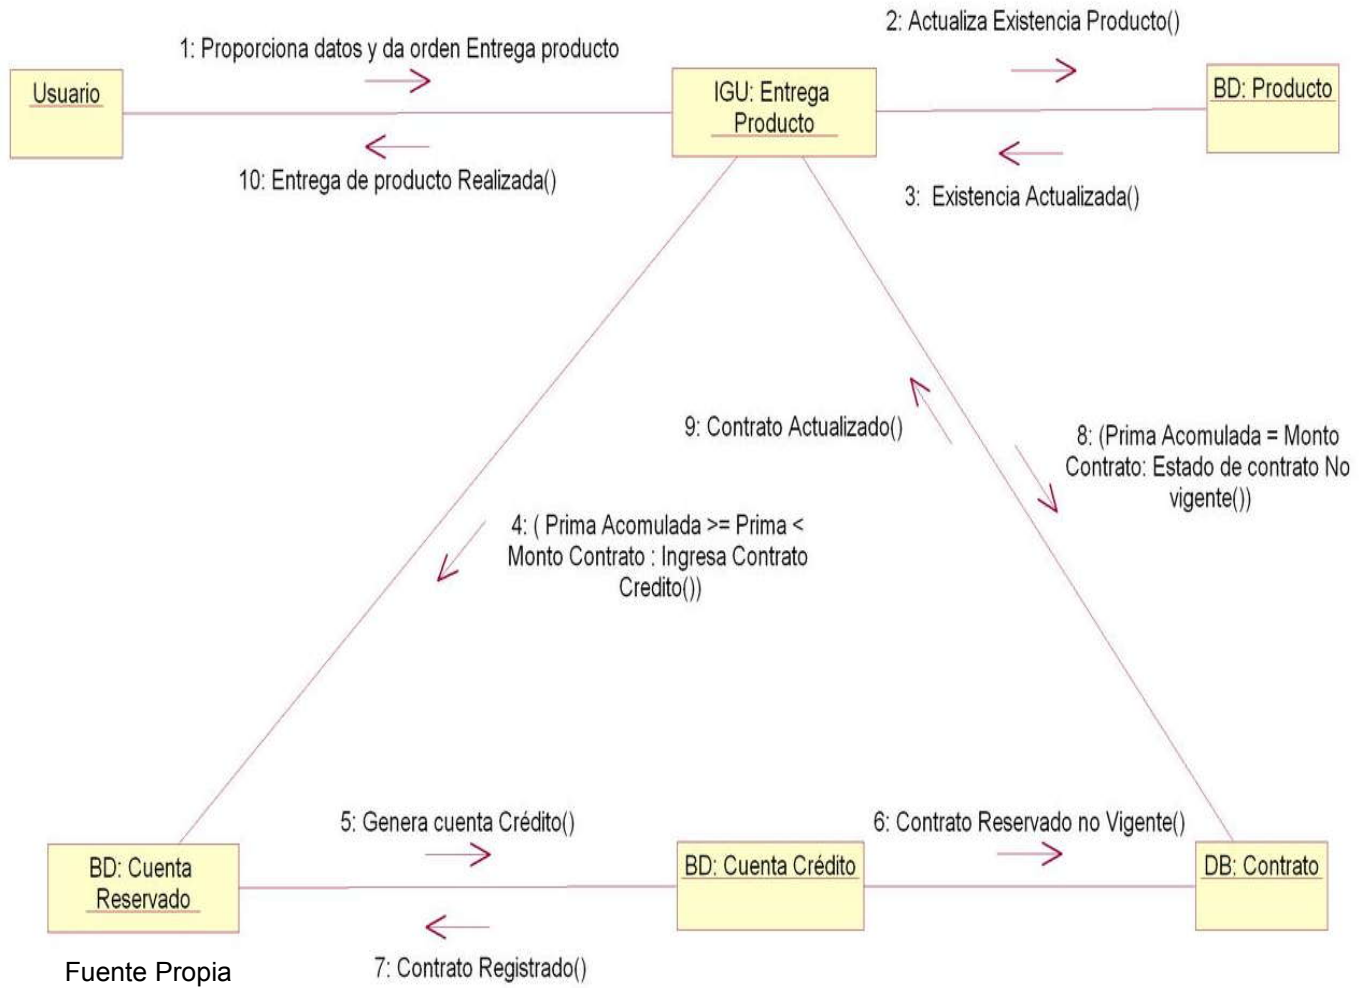 2: Actualiza Existencia Producto()
1: Proporciona datos y da orden Entrega producto
Usuario
IGU: Entrega
Producto
BD: Producto
10: Entrega de producto Realizada()
3: Existencia Actualizada()
9: Contrato Actualizado()
8: (Prima Acomulada = Monto
Contrato: Estado de contrato No
vigente())
4: ( Prima Acomulada >= Prima <
Monto Contrato : Ingresa Contrato
Credito())
5: Genera cuenta Crédito()
6: Contrato Reservado no Vigente()
BD: Cuenta
Reservado
BD: Cuenta Crédito
DB: Contrato
7: Contrato Registrado()
Fuente Propia